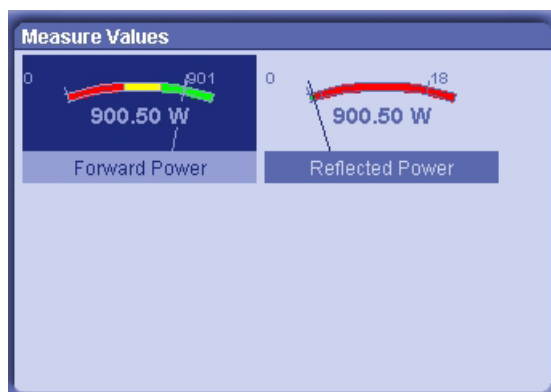 Measure Values
0 901
900.50 W
Forward Power
0 18
900.50 W
Reflected Power